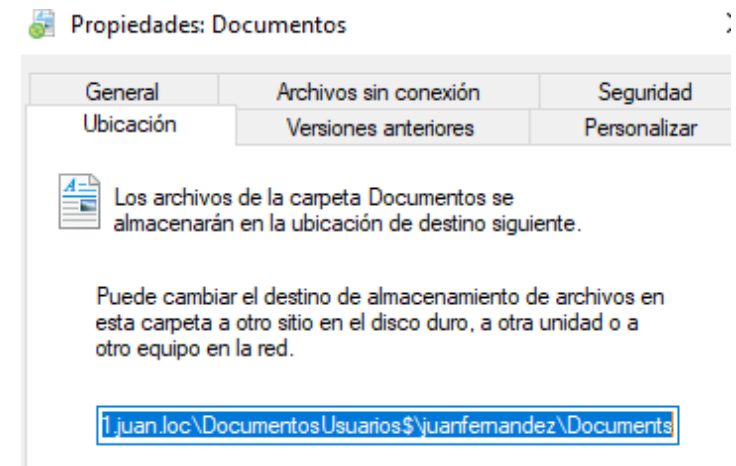 Propiedades: Documentos
General Archivos sin conexión Seguridad
Ubicación Versiones anteriores Personalizar
Los archivos de la carpeta Documentos se
almacenarán en la ubicación de destino siguiente.
Puede cambiar el destino de almacenamiento de archivos en
esta carpeta a otro sitio en el disco duro, a otra unidad o a
otro equipo en la red.
1.juan.loc\DocumentosUsuarios$\juanfernandez\Documents